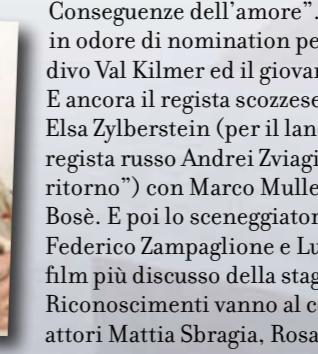 Conseguenze dell’amore”.
in odore di nomination pe
divo Val Kilmer ed il giovan
E ancora il regista scozzese
Elsa Zylberstein (per il lanc
regista russo Andrei Zviagi
ritorno”) con Marco Mulle
Bosè. E poi lo sceneggiator
Federico Zampaglione e Lu
film più discusso della stag
Riconoscimenti vanno al c
attori Mattia Sbragia, Rosa